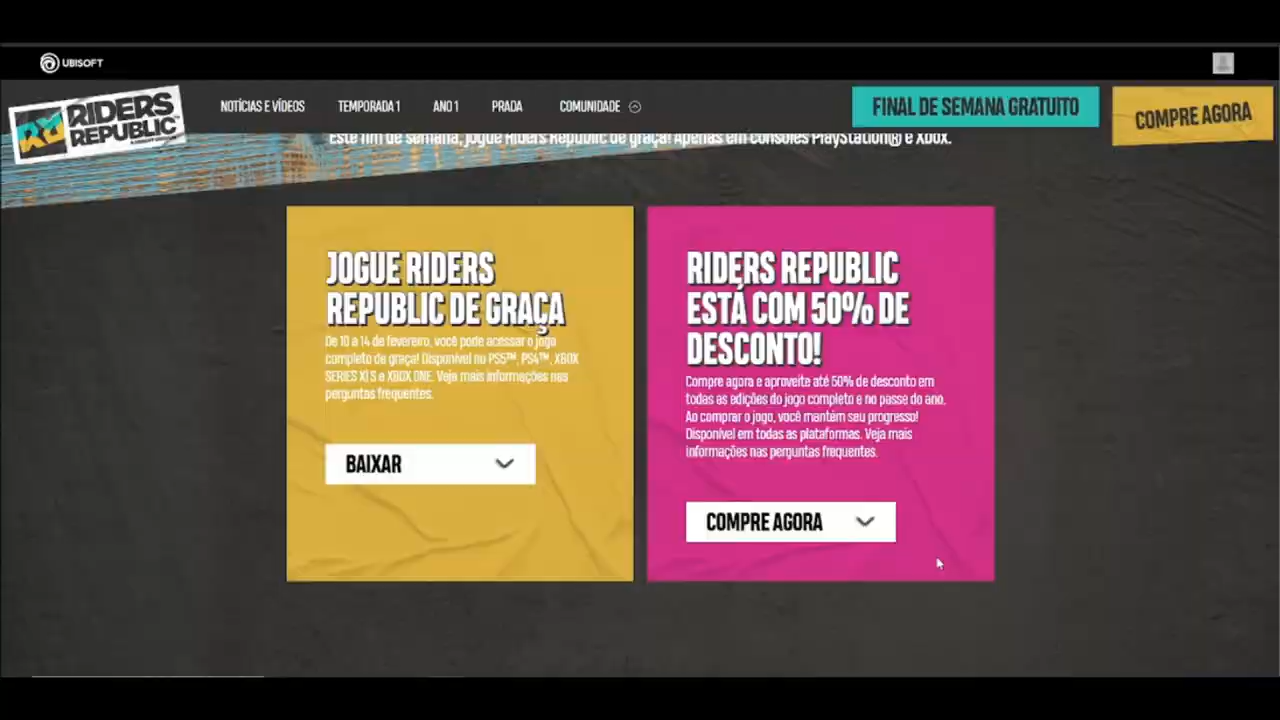 UBISOFT
RIDERS
REPUBLIC
NOTÍCIAS E VÍDEOS
TEMPORADA 1
ANO 1
PRADA
COMUNIDADE
FINAL DE SEMANA GRATUITO
COMPRE AGORA
Este fim de semana, jogue Riders Republic de graça! Apenas em consoles PlayStation® e Xbox.
JOGUE RIDERS
REPUBLIC DE GRAÇA
De 10 a 14 de fevereiro, você pode acessar o jogo
completo de graça! Disponível no PS5™, PS4™, XBOX
SERIES X|S e XBOX ONE. Veja mais informações nas
perguntas frequentes.
BAIXAR
RIDERS REPUBLIC
ESTÁ COM 50% DE
DESCONTO!
Compre agora e aproveite até 50% de desconto em
todas as edições do jogo completo e no passe do ano.
Ao comprar o jogo, você mantém seu progresso!
Disponível em todas as plataformas. Veja mais
informações nas perguntas frequentes.
COMPRE AGORA